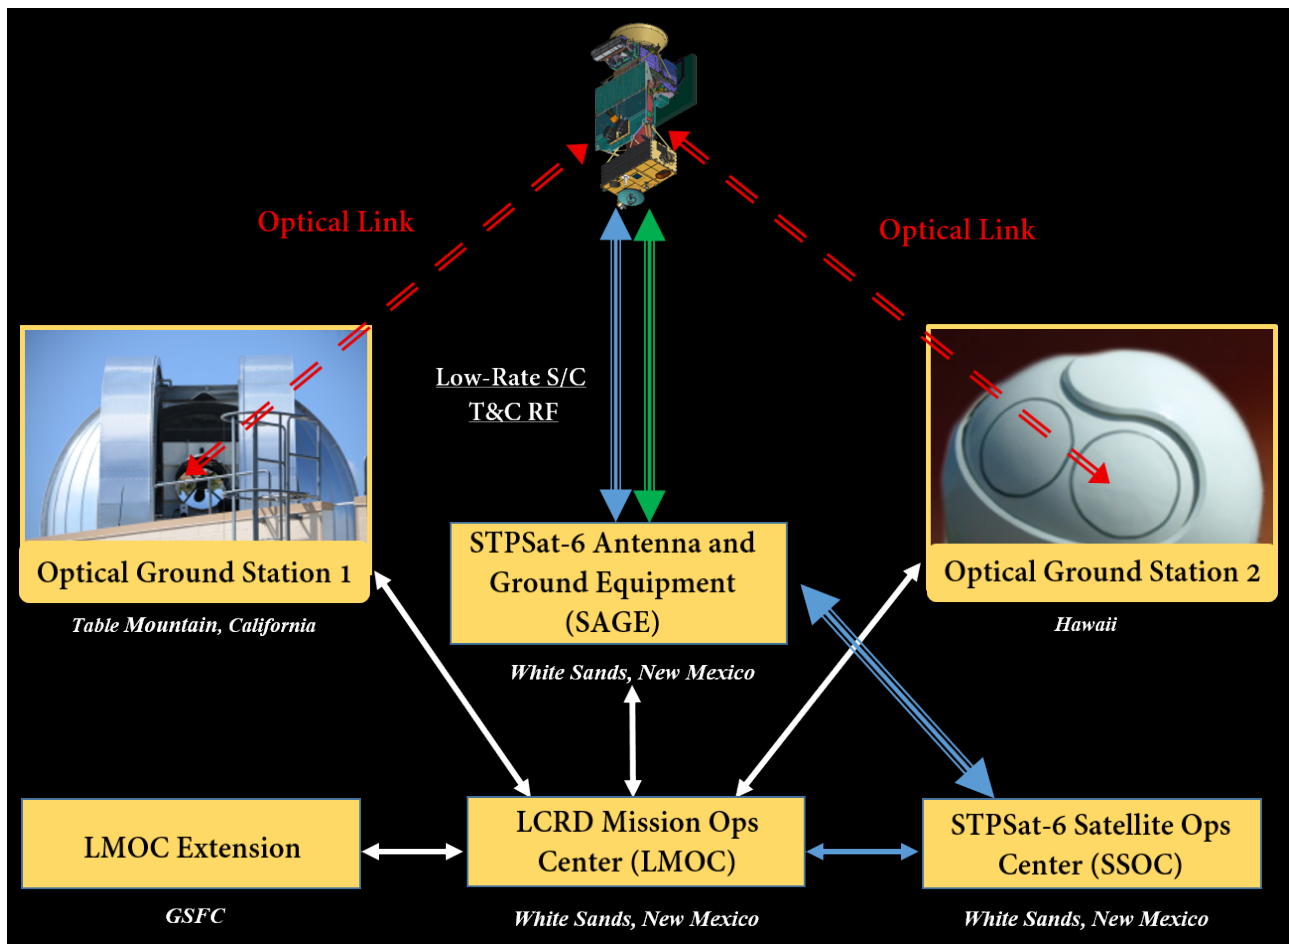 Optical Link
Optical Link
Low-Rate S/C
T&C RF
STPSat-6 Antenna and
Ground Equipment
(SAGE)
Optical Ground Station 1
Optical Ground Station 2
Table Mountain, California
Hawaii
White Sands, New Mexico
LMOC Extension
LCRD Mission Ops
Center (LMOC)
STPSat-6 Satellite Ops
Center (SSOC)
GSFC
White Sands, New Mexico
White Sands, New Mexico